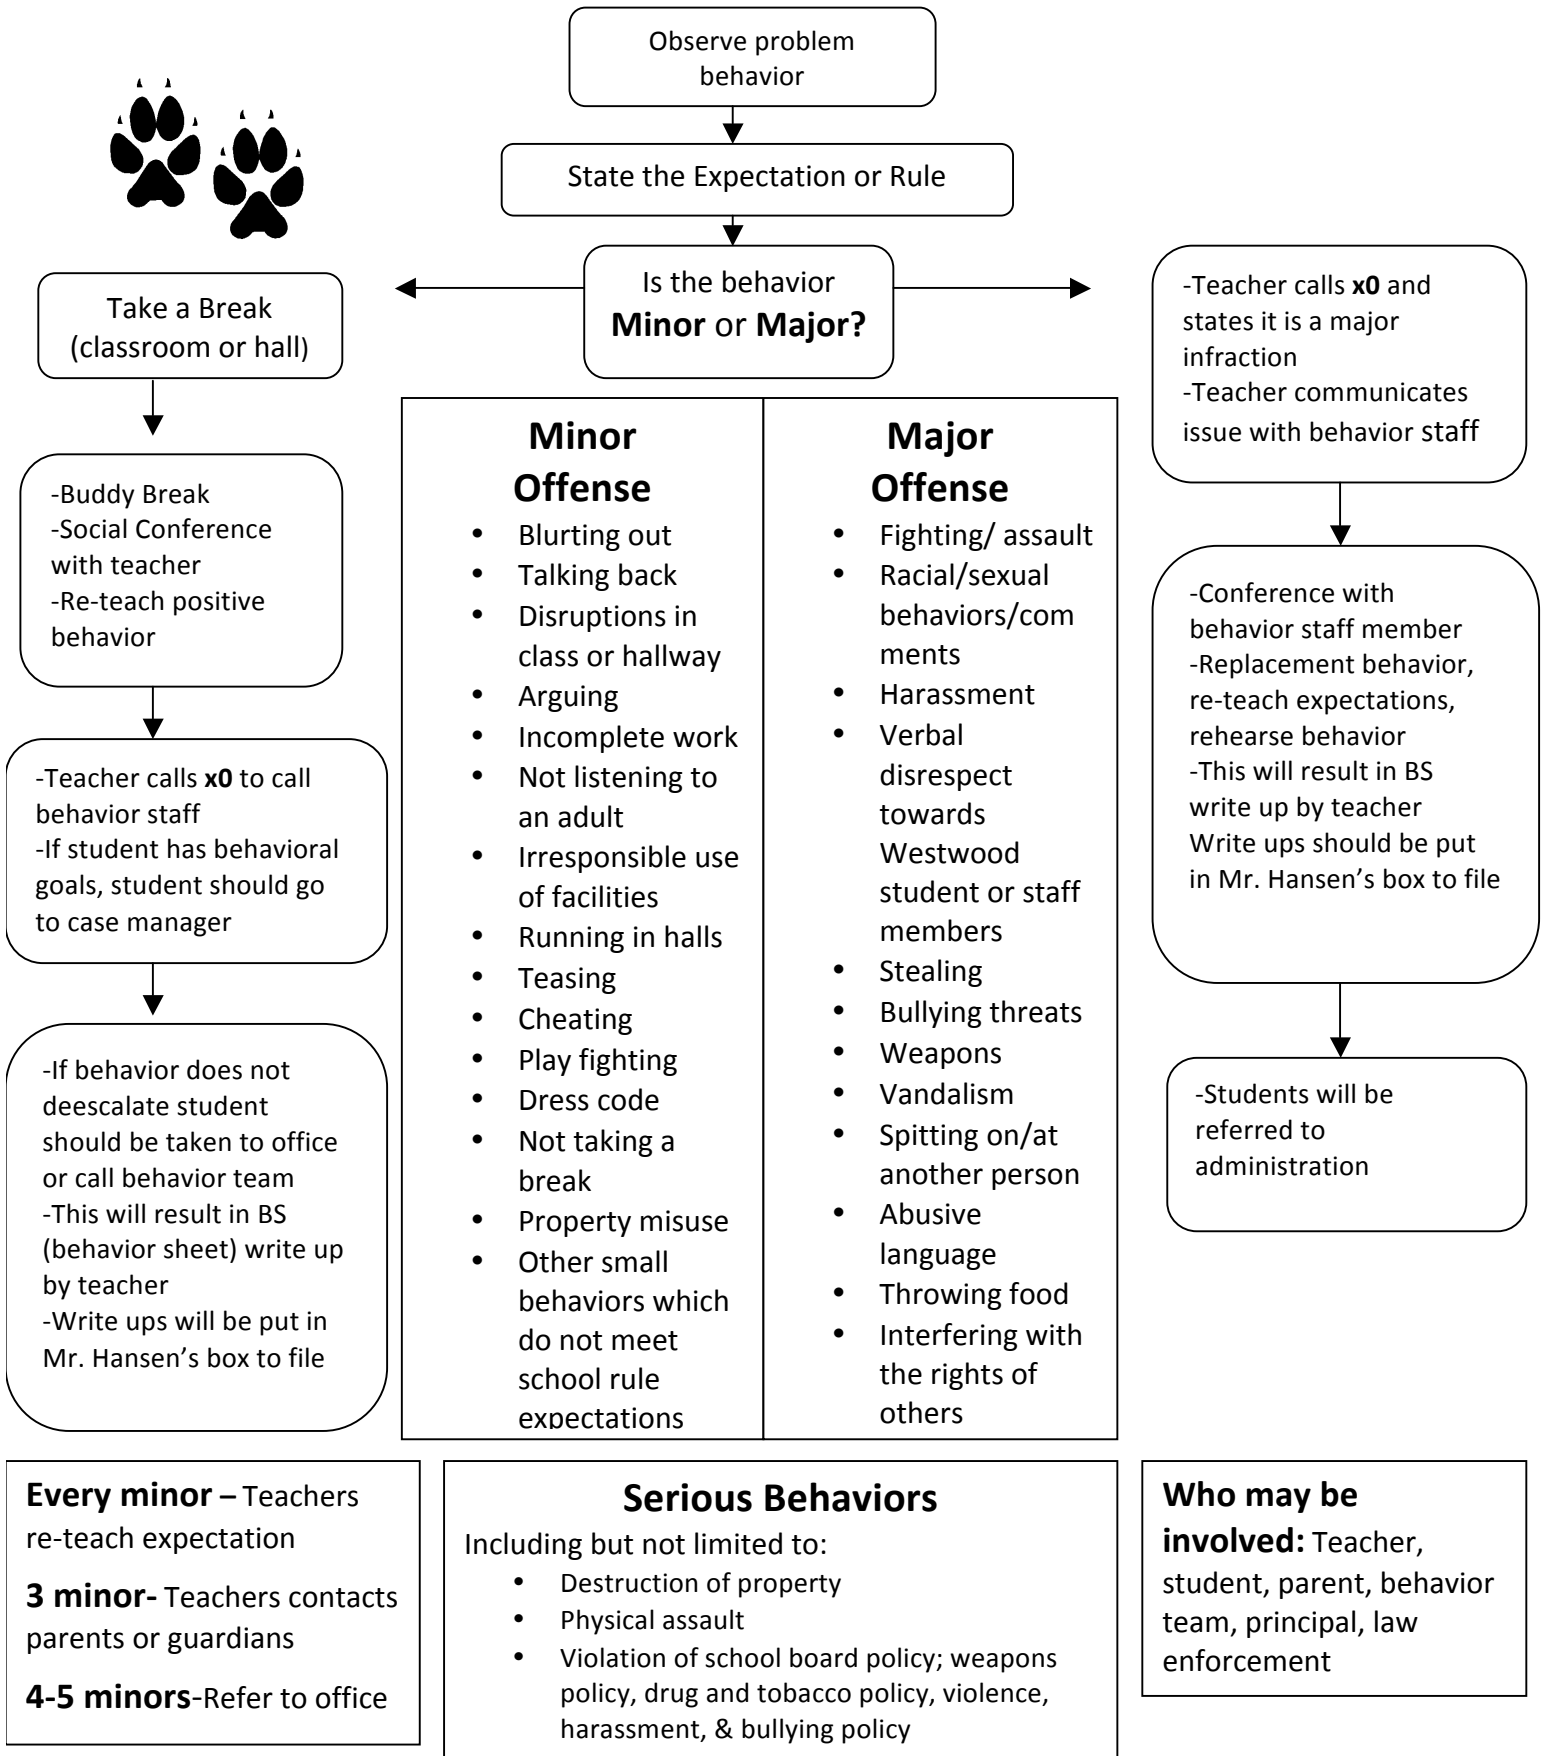 Observe problem
behavior
State the Expectation or Rule
Is the behavior
Minor or Major?
Take a Break
(classroom or hall)
-Buddy Break
-Social Conference
with teacher
-Re-teach positive
behavior
-Teacher calls x0 to call
behavior staff
-If student has behavioral
goals, student should go
to case manager
-If behavior does not
deescalate student
should be taken to office
or call behavior team
-This will result in BS
(behavior sheet) write up
by teacher
-Write ups will be put in
Mr. Hansen’s box to file
Minor
Offense
• Blurting out
• Talking back
• Disruptions in
class or hallway
• Arguing
• Incomplete work
• Not listening to
an adult
• Irresponsible use
of facilities
• Running in halls
• Teasing
• Cheating
• Play fighting
• Dress code
• Not taking a
break
• Property misuse
• Other small
behaviors which
do not meet
school rule
expectations
Major
Offense
• Fighting/ assault
• Racial/sexual
behaviors/com
ments
• Harassment
• Verbal
disrespect
towards
Westwood
student or staff
members
• Stealing
• Bullying threats
• Weapons
• Vandalism
• Spitting on/at
another person
• Abusive
language
• Throwing food
• Interfering with
the rights of
others
-Teacher calls x0 and
states it is a major
infraction
-Teacher communicates
issue with behavior staff
-Conference with
behavior staff member
-Replacement behavior,
re-teach expectations,
rehearse behavior
-This will result in BS
write up by teacher
Write ups should be put
in Mr. Hansen’s box to file
-Students will be
referred to
administration
Every minor – Teachers
re-teach expectation
3 minor- Teachers contacts
parents or guardians
4-5 minors-Refer to office
Serious Behaviors
Including but not limited to:
• Destruction of property
• Physical assault
• Violation of school board policy; weapons
policy, drug and tobacco policy, violence,
harassment, & bullying policy
Who may be
involved: Teacher,
student, parent, behavior
team, principal, law
enforcement